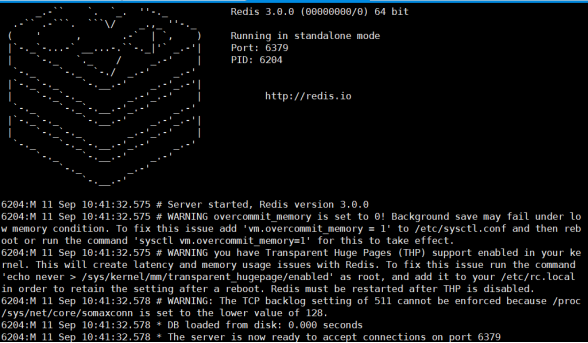 Redis 3.0.0 (00000000/0) 64 bit
Running in standalone mode
Port: 6379
PID: 6204
http://redis.io
6204:M 11 Sep 10:41:32.575 # Server started, Redis version 3.0.0
6204:M 11 Sep 10:41:32.575 # WARNING overcommit_memory is set to 0! Background save may fail under lo
w memory condition. To fix this issue add 'vm.overcommit_memory = 1' to /etc/sysctl.conf and then reb
oot or run the command 'sysctl vm.overcommit_memory=1' for this to take effect.
6204:M 11 Sep 10:41:32.575 # WARNING you have Transparent Huge Pages (THP) support enabled in your ke
rnel. This will create latency and memory usage issues with Redis. To fix this issue run the command
'echo never > /sys/kernel/mm/transparent_hugepage/enabled' as root, and add it to your /etc/rc.local
in order to retain the setting after a reboot. Redis must be restarted after THP is disabled.
6204:M 11 Sep 10:41:32.578 # WARNING: The TCP backlog setting of 511 cannot be enforced because /proc
/sys/net/core/somaxconn is set to the lower value of 128.
6204:M 11 Sep 10:41:32.578 * DB loaded from disk: 0.000 seconds
6204:M 11 Sep 10:41:32.578 * The server is now ready to accept connections on port 6379